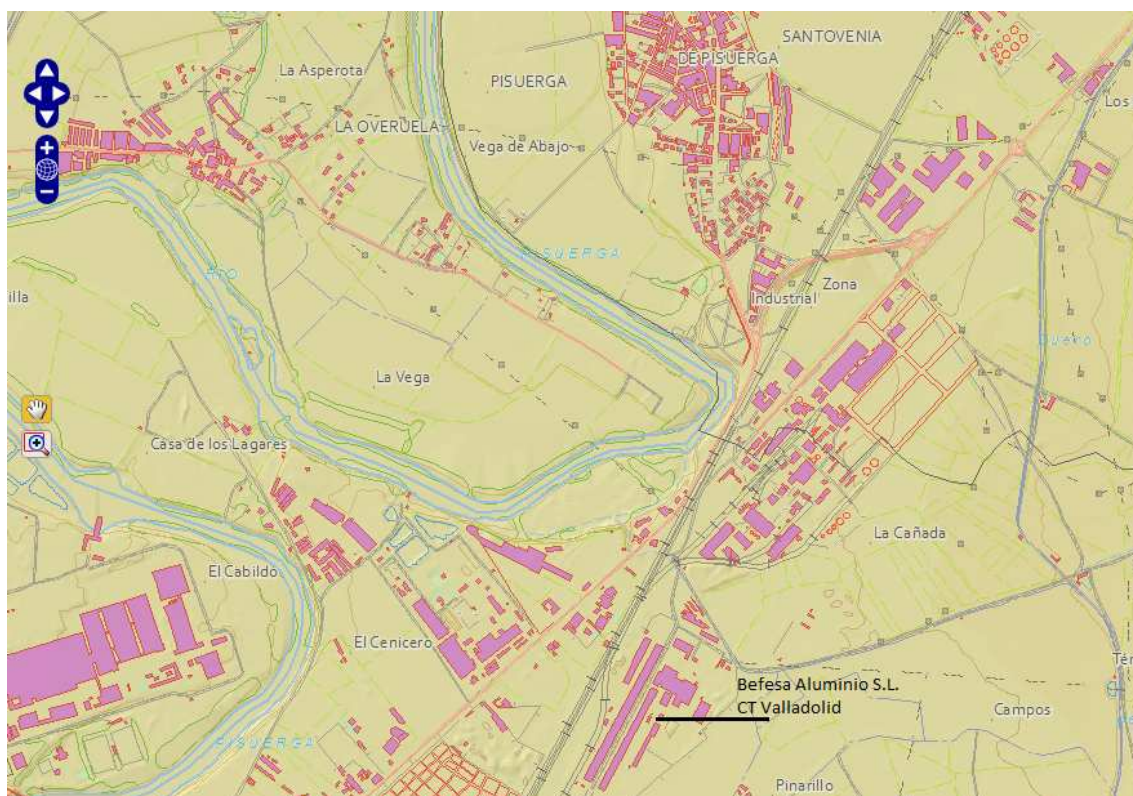 SANTOVENIA
DE PISUERGA
La Asperota
PISUERGA
Los
LA OVERUELA
Vega de Abajo
PISUERGA
RIO
Zona
Industrial
illa
Duero
La Vega
Casa de los Lagares
La Cañada
El Cabildo
El Cenicero
Befesa Aluminio S.L.
CT Valladolid
Campos
PISUERGA
Pinarillo